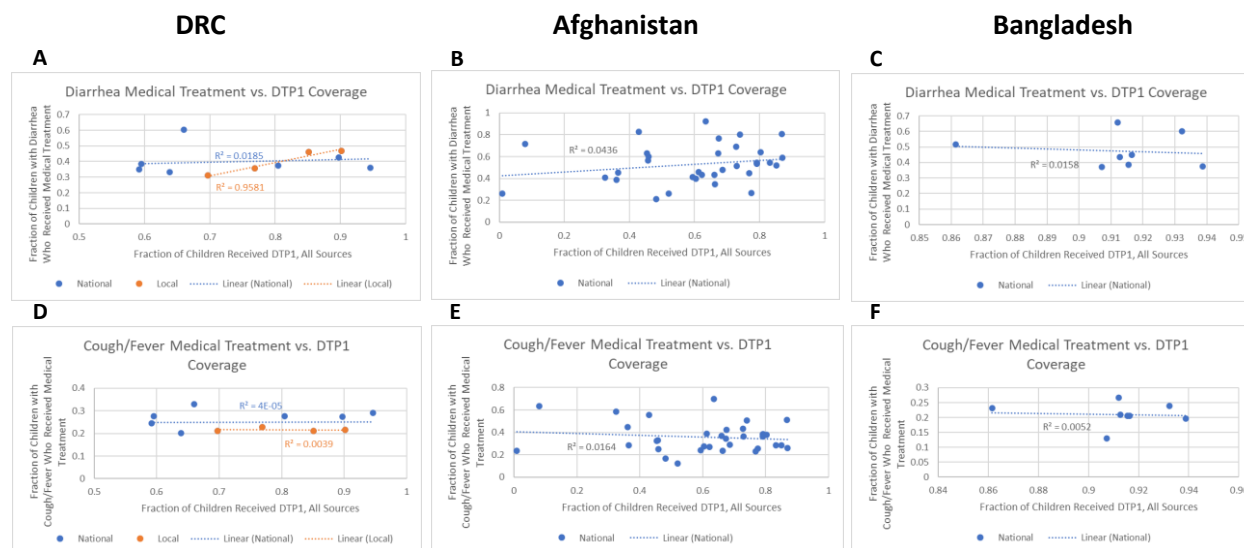 DRC
Afghanistan
Bangladesh
A
Diarrhea Medical Treatment vs. DTP1 Coverage
Fraction of Children with Diarrhea
Who Received Medical Treatment
0.7
0.6
0.5
0.4
0.3
0.2
0.1
0
R² = 0.0185
R² = 0.9581
0.5 0.6 0.7 0.8 0.9 1
Fraction of Children Received DTP1, All Sources
National Local Linear (National) Linear (Local)
B
Diarrhea Medical Treatment vs. DTP1 Coverage
Fraction of Children with Diarrhea
Who Received Medical Treatment
1
0.8
0.6
0.4
0.2
0
R² = 0.0436
0 0.2 0.4 0.6 0.8 1
Fraction of Children Received DTP1, All Sources
National Linear (National)
C
Diarrhea Medical Treatment vs. DTP1 Coverage
Fraction of Children with Diarrhea
Who Received Medical Treatment
0.7
0.6
0.5
0.4
0.3
0.2
0.1
0
R² = 0.0158
0.85 0.86 0.87 0.88 0.89 0.9 0.91 0.92 0.93 0.94
Fraction of Children Received DTP1, All Sources
National Linear (National)
D
Cough/Fever Medical Treatment vs. DTP1
Coverage
Fraction of Children with
Cough/Fever Who Received Medical
Treatment
0.4
0.3
0.2
0.1
0
R² = 4E-05
R² = 0.0039
0.5 0.6 0.7 0.8 0.9 1
Fraction of Children Received DTP1, All Sources
National Local Linear (National) Linear (Local)
E
Cough/Fever Medical Treatment vs. DTP1
Coverage
Fraction of Children with
Cough/Fever Who Received Medical
Treatment
0.8
0.6
0.4
0.2
0
R² = 0.0164
0 0.2 0.4 0.6 0.8 1
Fraction of Children Received DTP1, All Sources
National Linear (National)
F
Cough/Fever Medical Treatment vs. DTP1
Coverage
Fraction of Children with
Cough/Fever Who Received Medical
Treatment
0.3
0.25
0.2
0.15
0.1
0.05
0
R² = 0.0052
0.84 0.86 0.88 0.9 0.92 0.94
Fraction of Children Received DTP1, All Sources
National Linear (National)